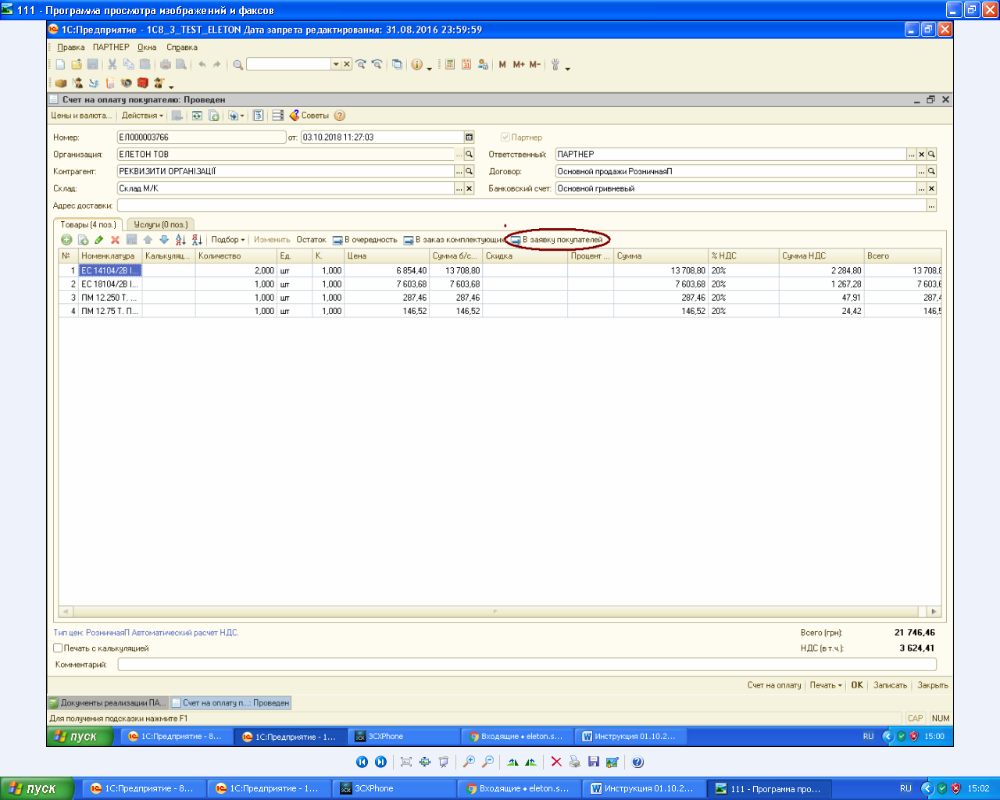 111 - Программа просмотра изображений и факсов
1С:Предприятие - 1C8_3_TEST_ELETON Дата запрета редактирования: 31.08.2016 23:59:59
Правка ПАРТНЕР Окна Справка
M M+ M-
Счет на оплату покупателю: Проведен
Цены и валюта... Действия Советы
Номер: ЕЛ000003766 от: 03.10.2018 11:27:03 Партнер
Организация: ЕЛЕТОН ТОВ Ответственный: ПАРТНЕР
Контрагент: РЕКВИЗИТИ ОРГАНІЗАЦІЇ Договор: Основной продажи РозничнаяП
Склад: Склад М/К Банковский счет: Основной гривневый
Адрес доставки:
Товары (4 поз.) Услуги (0 поз.)
Подбор Изменить Остаток В очередность В заказ комплектующих В заявку покупателей
№ Номенклатура Калькуляц... Количество Ед. К. Цена Сумма б/с... Скидка Процент ... Сумма % НДС Сумма НДС Всего
1 ЕС 14104/2В І... 2,000 шт 1,000 6 854,40 13 708,80 13 708,80 20% 2 284,80 13 708,8
2 ЕС 18104/2В І... 1,000 шт 1,000 7 603,68 7 603,68 7 603,68 20% 1 267,28 7 603,6
3 ПМ 12.250 Т. ... 1,000 шт 1,000 287,46 287,46 287,46 20% 47,91 287,4
4 ПМ 12.75 Т. П... 1,000 шт 1,000 146,52 146,52 146,52 20% 24,42 146,5
Тип цен: РозничнаяП Автоматический расчет НДС. Всего (грн): 21 746,46
Печать с калькуляцией НДС (в т.ч.): 3 624,41
Комментарий:
Счет на оплату Печать OK Записать Закрыть
Документы реализации ПА... Счет на оплату п...: Проведен
Для получения подсказки нажмите F1 CAP NUM
пуск 1С:Предприятие - 8... 1С:Предприятие - 1... 3CXPhone Входящие • eleton.s... Инструкция 01.10.2... RU 15:00
пуск 1С:Предприятие - 8... 1С:Предприятие - 1... 3CXPhone Входящие • eleton.s... Инструкция 01.10.2... 111 - Программа про... RU 15:02